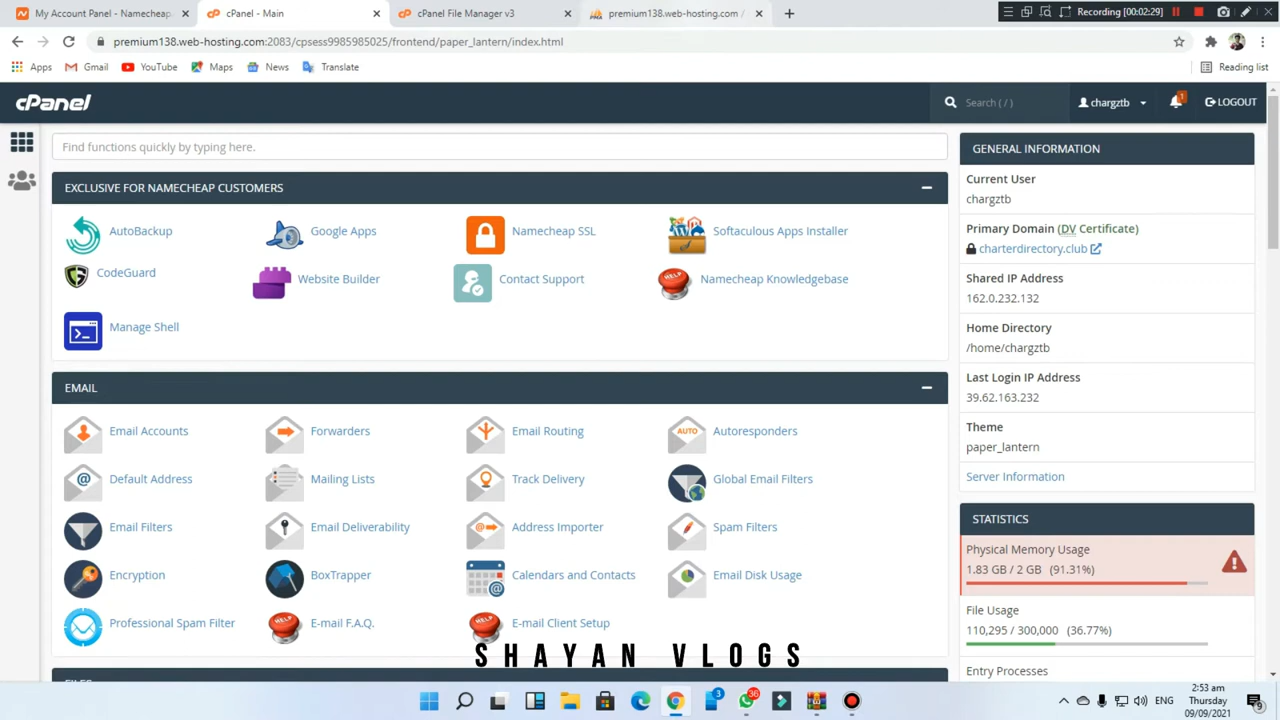 My Account Panel - Namecheap.
cPanel - Main
cPanel File Manager v3
premium138.web-hosting.com /
Recording [00:02:29]
premium138.web-hosting.com:2083/cpsess9985985025/frontend/paper_lantern/index.html
Apps
Gmail
YouTube
Maps
News
Translate
Reading list
cPanel
Search ( / )
chargztb
1
LOGOUT
Find functions quickly by typing here.
EXCLUSIVE FOR NAMECHEAP CUSTOMERS
AutoBackup
Google Apps
Namecheap SSL
Softaculous Apps Installer
CodeGuard
Website Builder
Contact Support
Namecheap Knowledgebase
Manage Shell
EMAIL
Email Accounts
Forwarders
Email Routing
AUTO
Autoresponders
Default Address
Mailing Lists
Track Delivery
Global Email Filters
Email Filters
Email Deliverability
Address Importer
Spam Filters
Encryption
BoxTrapper
Calendars and Contacts
Email Disk Usage
Professional Spam Filter
HELP
E-mail F.A.Q.
HELP
E-mail Client Setup
GENERAL INFORMATION
Current User
chargztb
Primary Domain (DV Certificate)
charterdirectory.club
Shared IP Address
162.0.232.132
Home Directory
/home/chargztb
Last Login IP Address
39.62.163.232
Theme
paper_lantern
Server Information
STATISTICS
Physical Memory Usage
1.83 GB / 2 GB (91.31%)
File Usage
110,295 / 300,000 (36.77%)
Entry Processes
SHAYAN VLOGS
3
36
ENG
2:53 am
Thursday
09/09/2021
9